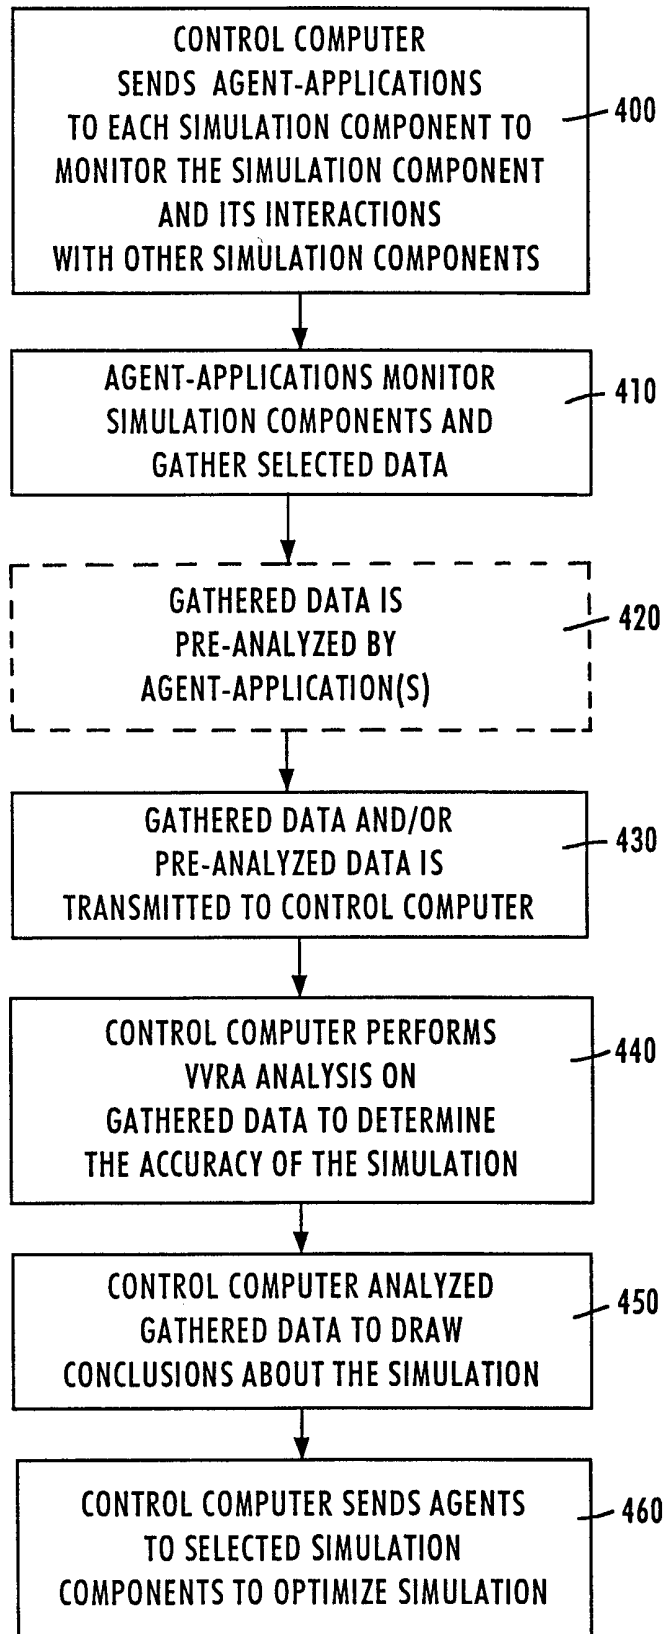 CONTROL COMPUTER
SENDS AGENT-APPLICATIONS
TO EACH SIMULATION COMPONENT TO
MONITOR THE SIMULATION COMPONENT
AND ITS INTERACTIONS
WITH OTHER SIMULATION COMPONENTS
400
AGENT-APPLICATIONS MONITOR
SIMULATION COMPONENTS AND
GATHER SELECTED DATA
410
GATHERED DATA IS
PRE-ANALYZED BY
AGENT-APPLICATION(S)
420
GATHERED DATA AND/OR
PRE-ANALYZED DATA IS
TRANSMITTED TO CONTROL COMPUTER
430
CONTROL COMPUTER PERFORMS
VVRA ANALYSIS ON
GATHERED DATA TO DETERMINE
THE ACCURACY OF THE SIMULATION
440
CONTROL COMPUTER ANALYZED
GATHERED DATA TO DRAW
CONCLUSIONS ABOUT THE SIMULATION
450
CONTROL COMPUTER SENDS AGENTS
TO SELECTED SIMULATION
COMPONENTS TO OPTIMIZE SIMULATION
460